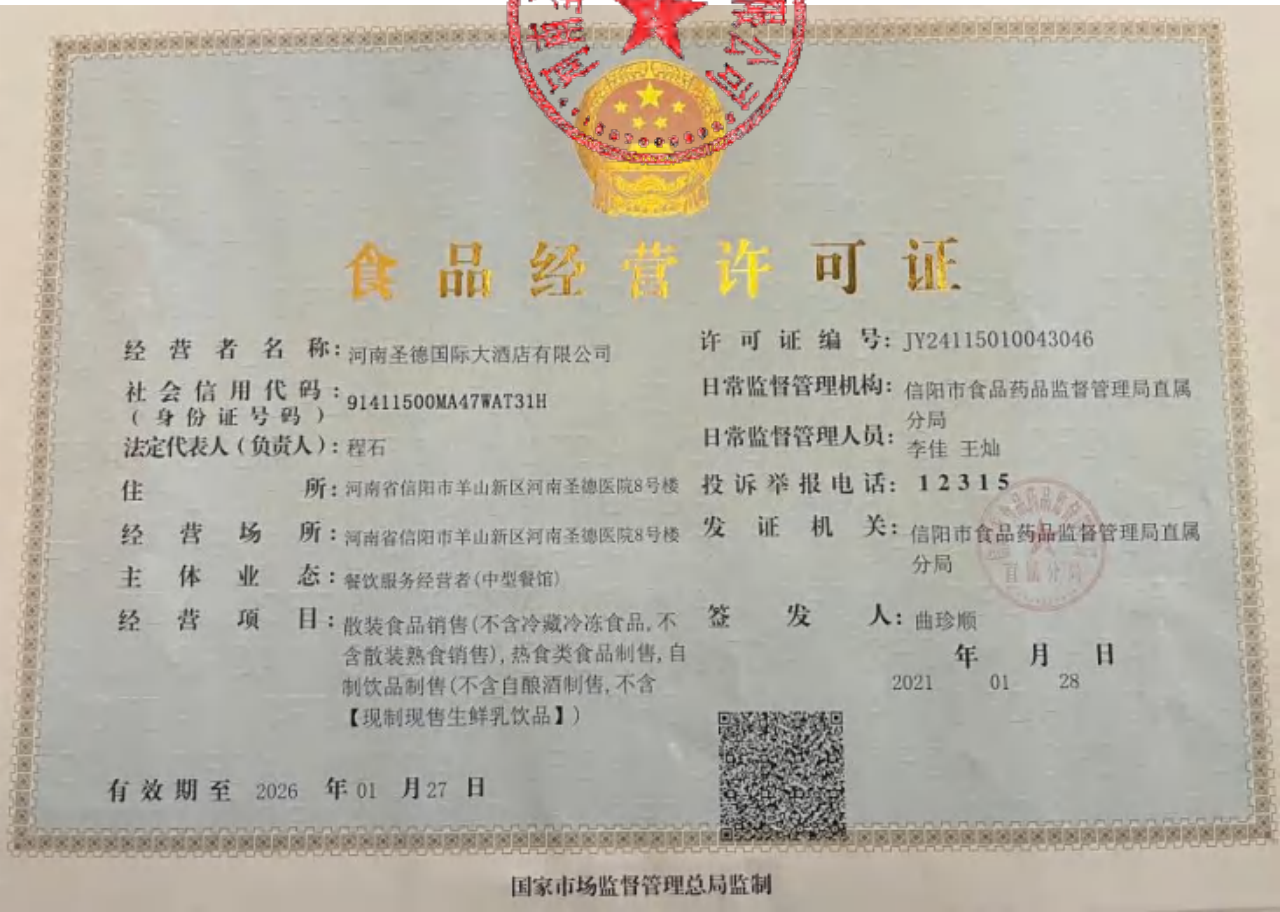 食品经营许可证
经营者名称:河南圣德国际大酒店有限公司
社会信用代码:91411500MA47WAT31H
(身份证号码)
法定代表人(负责人):程石
住所:河南省信阳市羊山新区河南圣德医院8号楼
经营场所:河南省信阳市羊山新区河南圣德医院8号楼
主体业态:餐饮服务经营者(中型餐馆)
经营项目:散装食品销售(不含冷藏冷冻食品,不
含散装熟食销售),热食类食品制售,自
制饮品制售(不含自酿酒制售,不含
【现制现售生鲜乳饮品】)
有效期至 2026 年 01 月 27 日
许可证编号:JY24115010043046
日常监督管理机构:信阳市食品药品监督管理局直属
分局
日常监督管理人员:李佳 王灿
投诉举报电话:12315
发证机关:信阳市食品药品监督管理局直属
分局
直属分局
签发人:曲珍顺
年 月 日
2021 01 28
国家市场监督管理总局监制
河南
公司